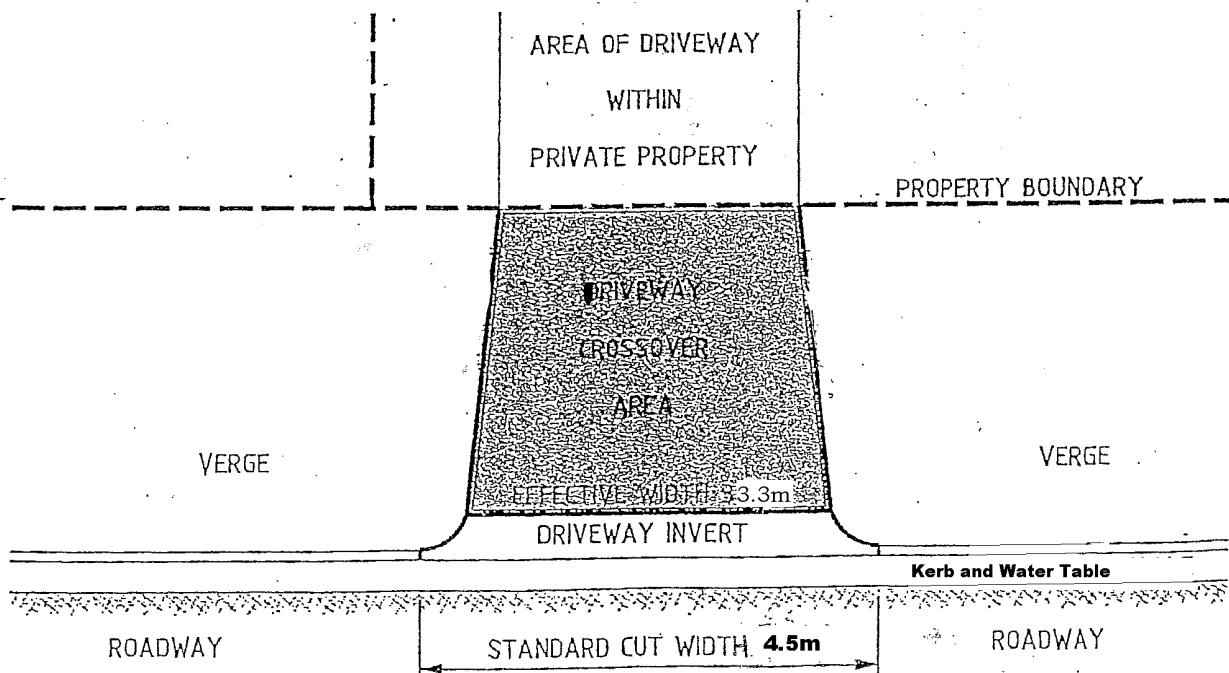 AREA OF DRIVEWAY
WITHIN
PRIVATE PROPERTY
PROPERTY BOUNDARY
DRIVEWAY
CROSSOVER
AREA
VERGE
VERGE
EFFECTIVE WIDTH 3.3m
DRIVEWAY INVERT
Kerb and Water Table
ROADWAY
STANDARD CUT WIDTH. 4.5m
ROADWAY